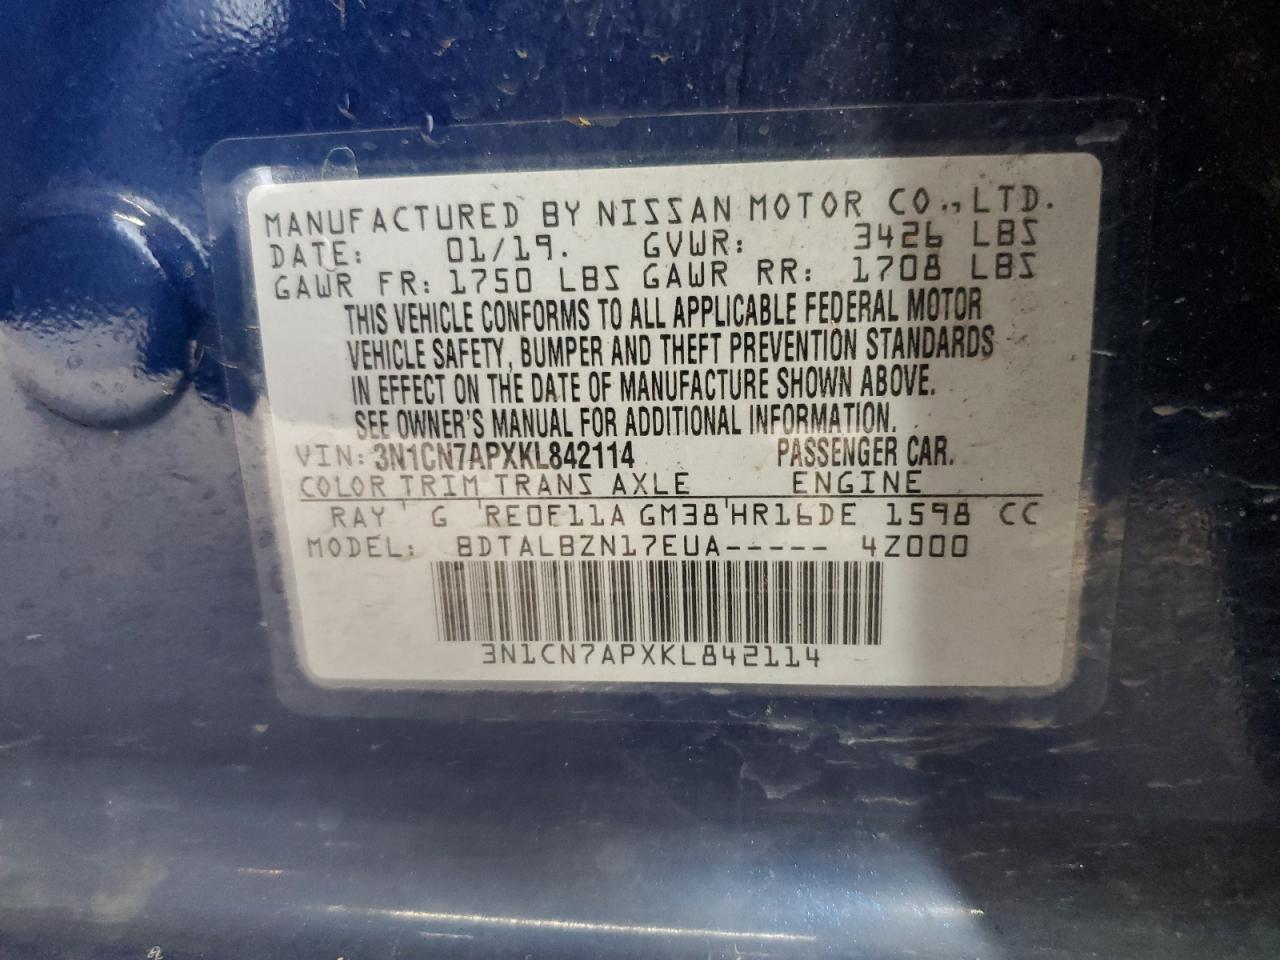 MANUFACTURED BY NISSAN MOTOR CO., LTD.
DATE: 01/19. GVWR: 3426 LBS
GAWR FR: 1750 LBS GAWR RR: 1708 LBS
THIS VEHICLE CONFORMS TO ALL APPLICABLE FEDERAL MOTOR
VEHICLE SAFETY, BUMPER AND THEFT PREVENTION STANDARDS
IN EFFECT ON THE DATE OF MANUFACTURE SHOWN ABOVE.
SEE OWNER'S MANUAL FOR ADDITIONAL INFORMATION.
VIN: 3N1CN7APXKL842114 PASSENGER CAR.
COLOR TRIM TRANS AXLE ENGINE
RAY G RE0F11A GM38 HR16DE 1598 CC
MODEL: BDTALBZN17EUA----- 4Z000
3N1CN7APXKL842114